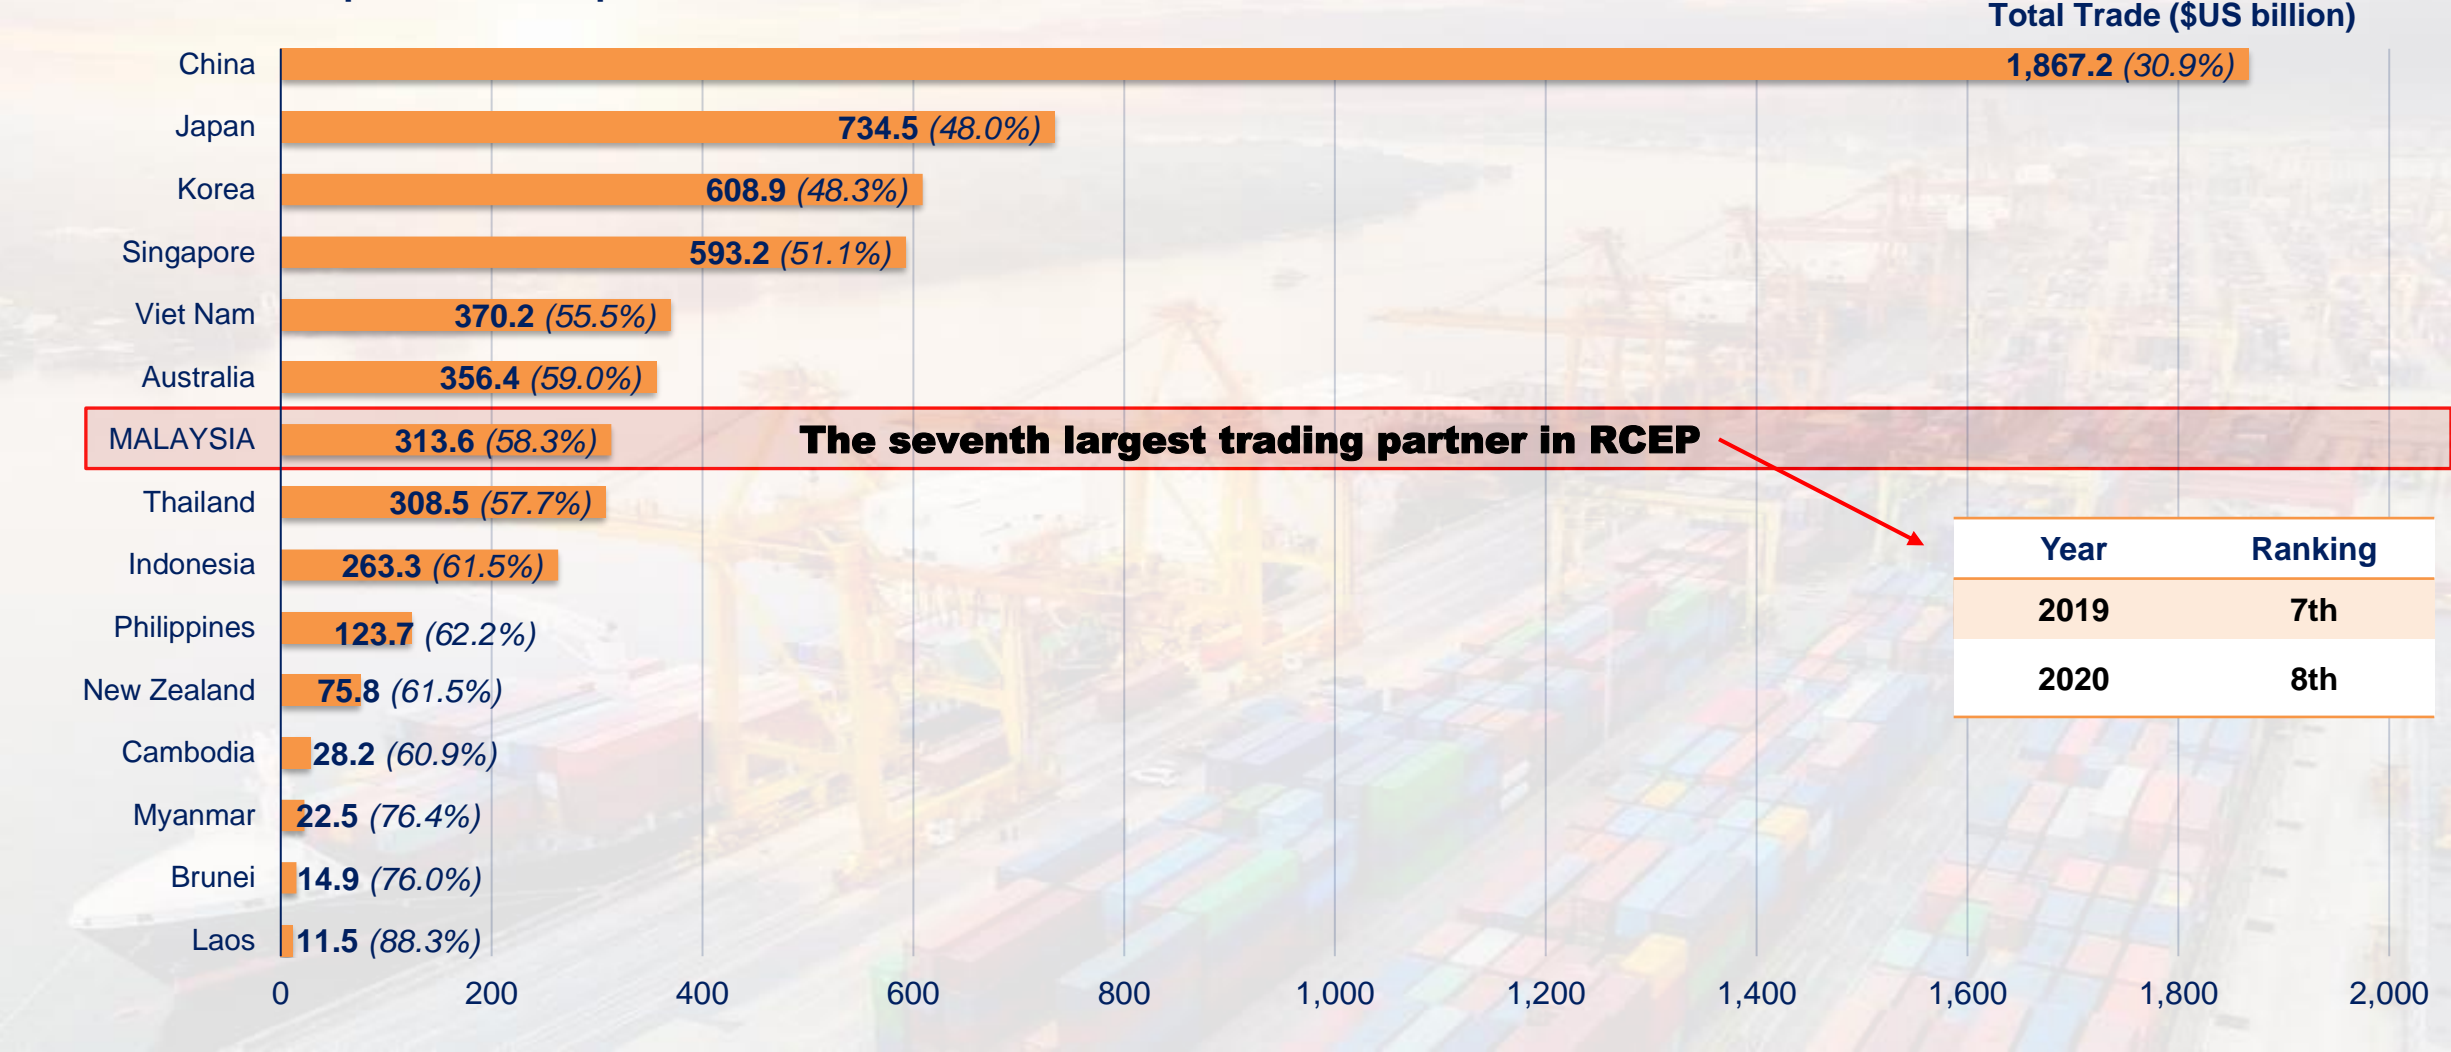 Total Trade ($US billion)
China 1,867.2 (30.9%)
Japan 734.5 (48.0%)
Korea 608.9 (48.3%)
Singapore 593.2 (51.1%)
Viet Nam 370.2 (55.5%)
Australia 356.4 (59.0%)
MALAYSIA 313.6 (58.3%) The seventh largest trading partner in RCEP
Thailand 308.5 (57.7%)
Indonesia 263.3 (61.5%)
Philippines 123.7 (62.2%)
New Zealand 75.8 (61.5%)
Cambodia 28.2 (60.9%)
Myanmar 22.5 (76.4%)
Brunei 14.9 (76.0%)
Laos 11.5 (88.3%)
0 200 400 600 800 1,000 1,200 1,400 1,600 1,800 2,000
Year Ranking
2019 7th
2020 8th